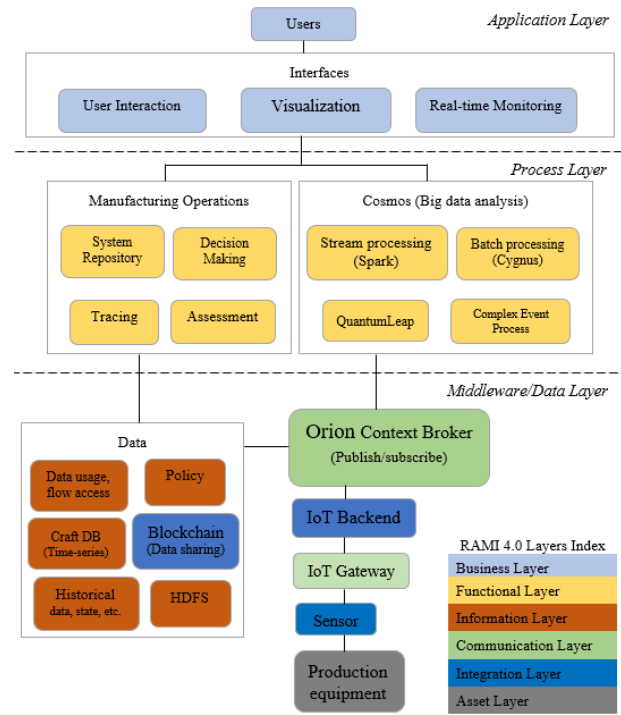 Users
Application Layer
Interfaces
User Interaction
Visualization
Real-time Monitoring
Process Layer
Manufacturing Operations
System
Repository
Decision
Making
Tracing
Assessment
Cosmos (Big data analysis)
Stream processing
(Spark)
Batch processing
(Cygnus)
QuantumLeap
Complex Event
Process
Middleware/Data Layer
Data
Data usage,
flow access
Policy
Craft DB
(Time-series)
Blockchain
(Data sharing)
Historical
data, state, etc.
HDFS
Orion Context Broker
(Publish/subscribe)
IoT Backend
IoT Gateway
Sensor
Production
equipment
RAMI 4.0 Layers Index
Business Layer
Functional Layer
Information Layer
Communication Layer
Integration Layer
Asset Layer